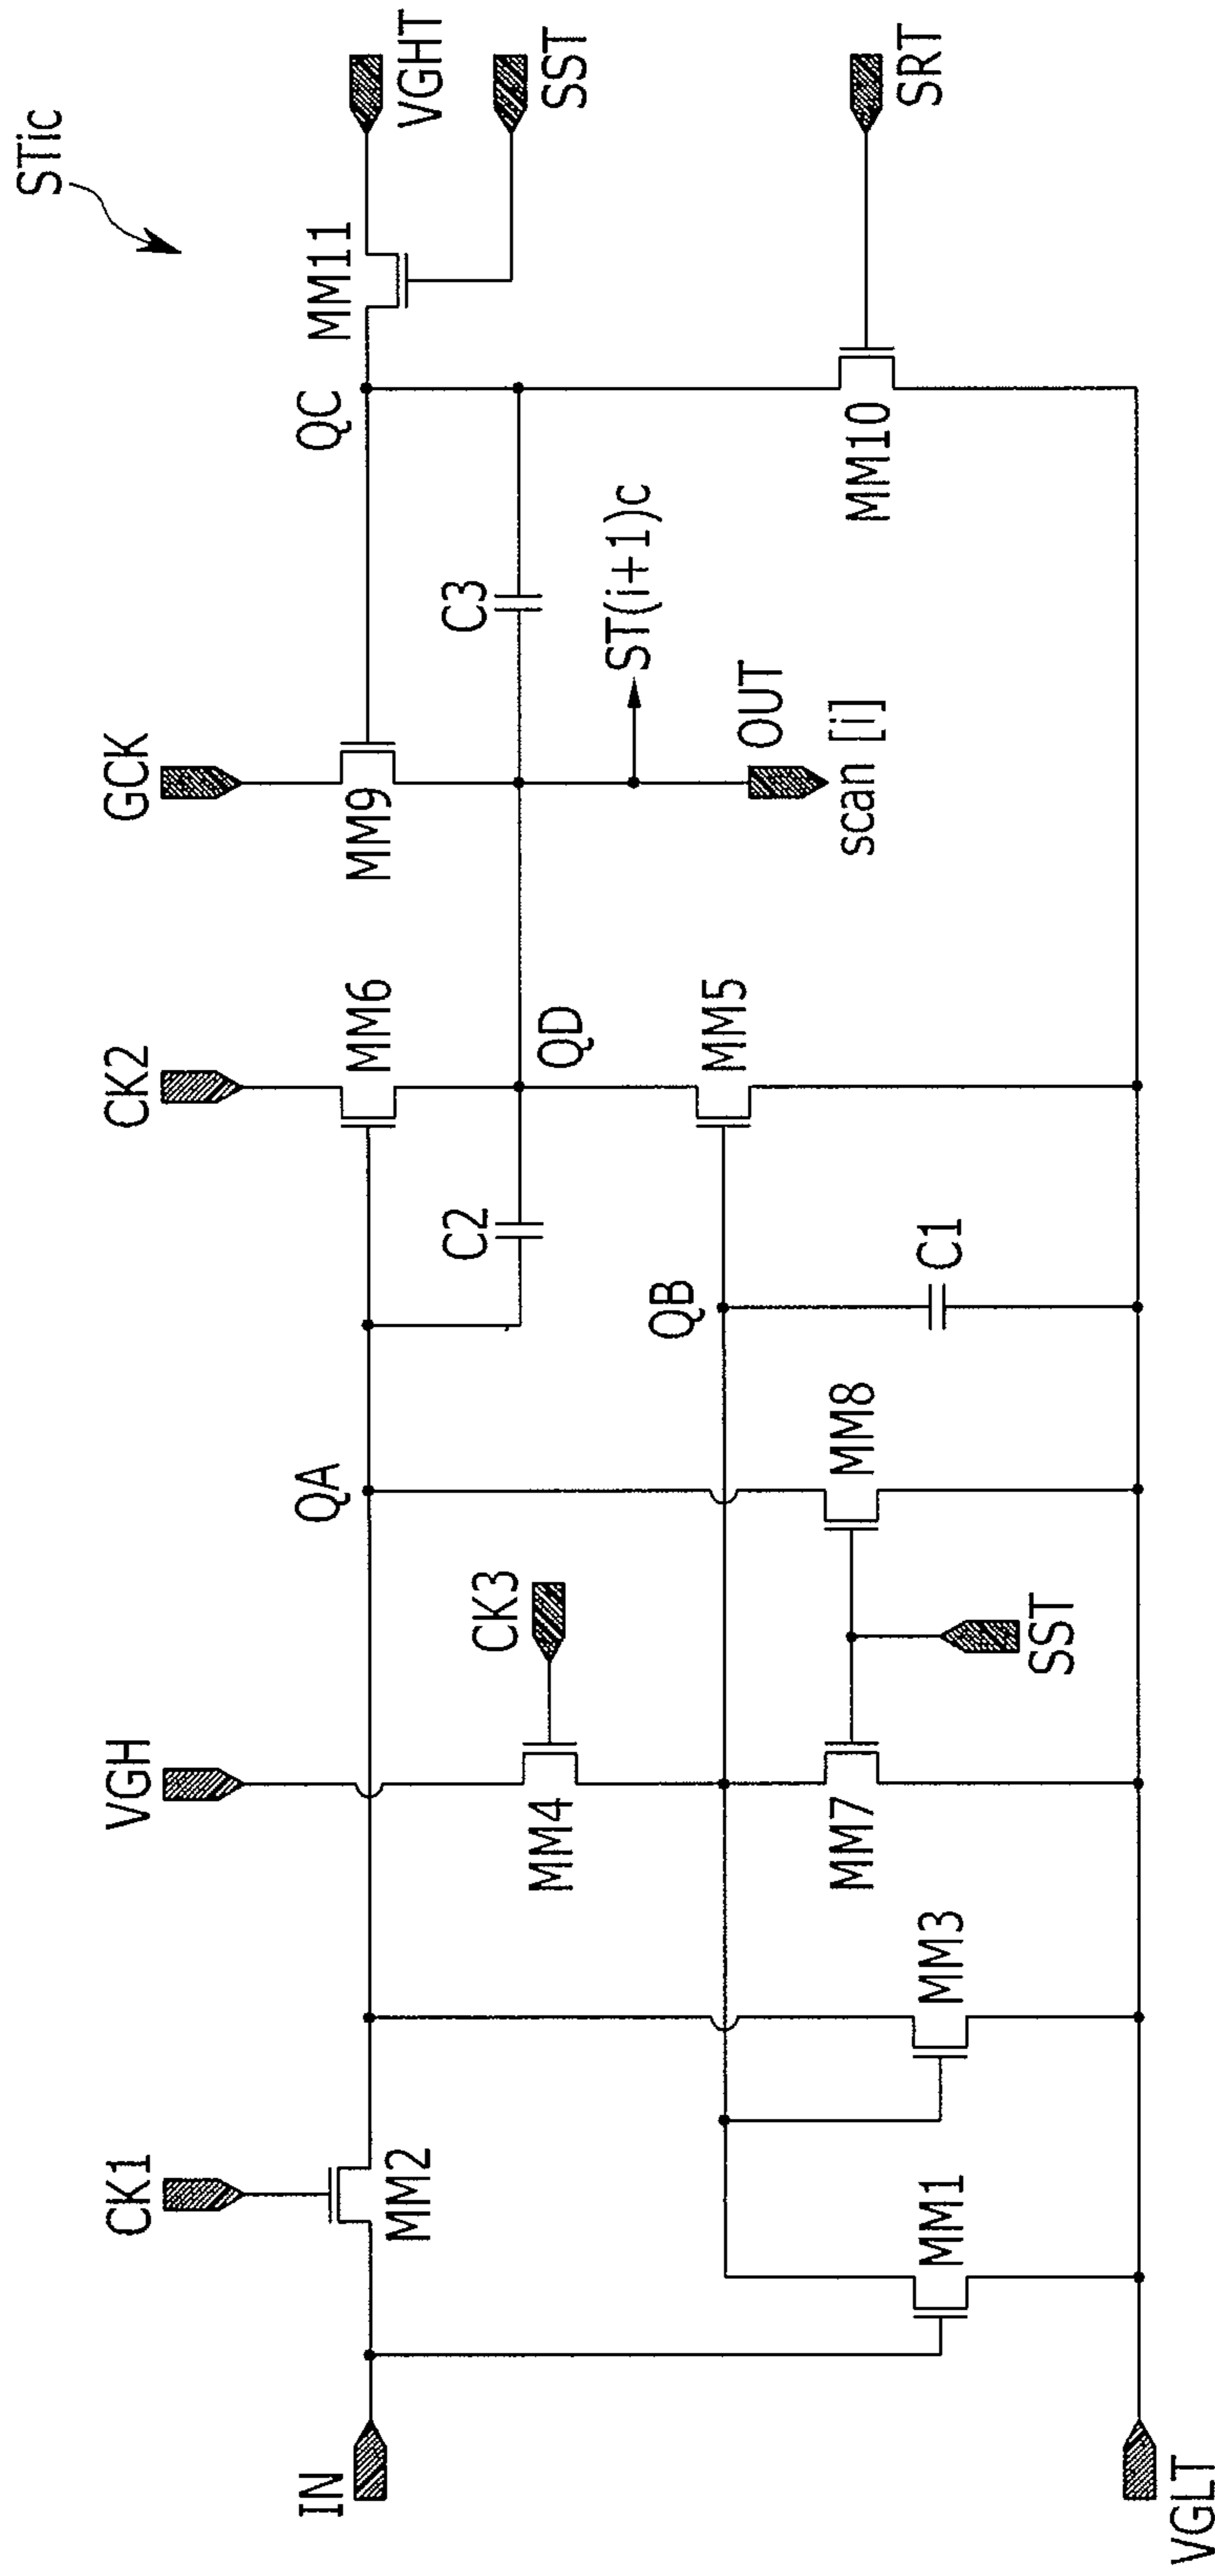 STic
CK1
VGH
CK2
GCK
IN
MM2
QA
MM6
MM9
QC
MM11
VGHT
SST
CK3
C2
C3
MM4
QD
ST(i+1)c
QB
MM5
OUT
scan [i]
MM7
MM8
MM10
SRT
MM1
MM3
C1
SST
VGLT